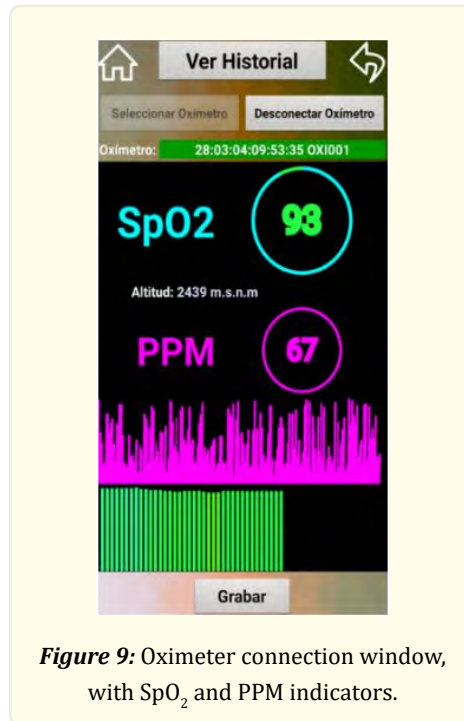 Ver Historial
Seleccionar Oximetro Desconectar Oximetro
Oximetro: 28:03:04:09:53:35 OXI001
SpO2 93
Altitud: 2439 m.s.n.m
PPM 67
Grabar
Figure 9: Oximeter connection window,
with SpO₂ and PPM indicators.